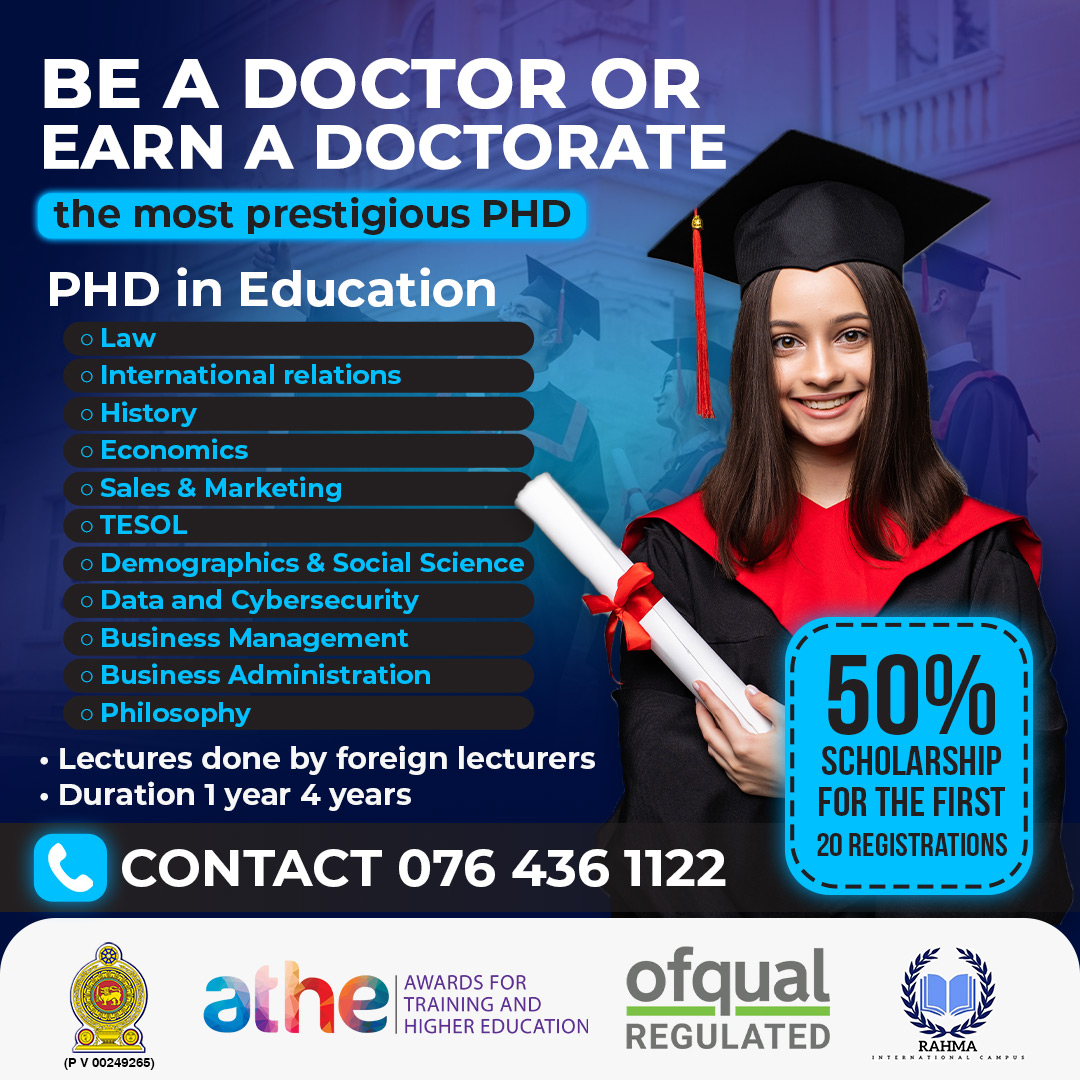 BE A DOCTOR OR
EARN A DOCTORATE
the most prestigious PHD
PHD in Education
Law
International relations
History
Economics
Sales & Marketing
TESOL
Demographics & Social Science
Data and Cybersecurity
Business Management
Business Administration
Philosophy
• Lectures done by foreign lecturers
• Duration 1 year 4 years
50%
SCHOLARSHIP
FOR THE FIRST
20 REGISTRATIONS
CONTACT 076 436 1122
(P V 00249265)
athe
AWARDS FOR
TRAINING AND
HIGHER EDUCATION
ofqual
REGULATED
RAHMA
INTERNATIONAL CAMPUS